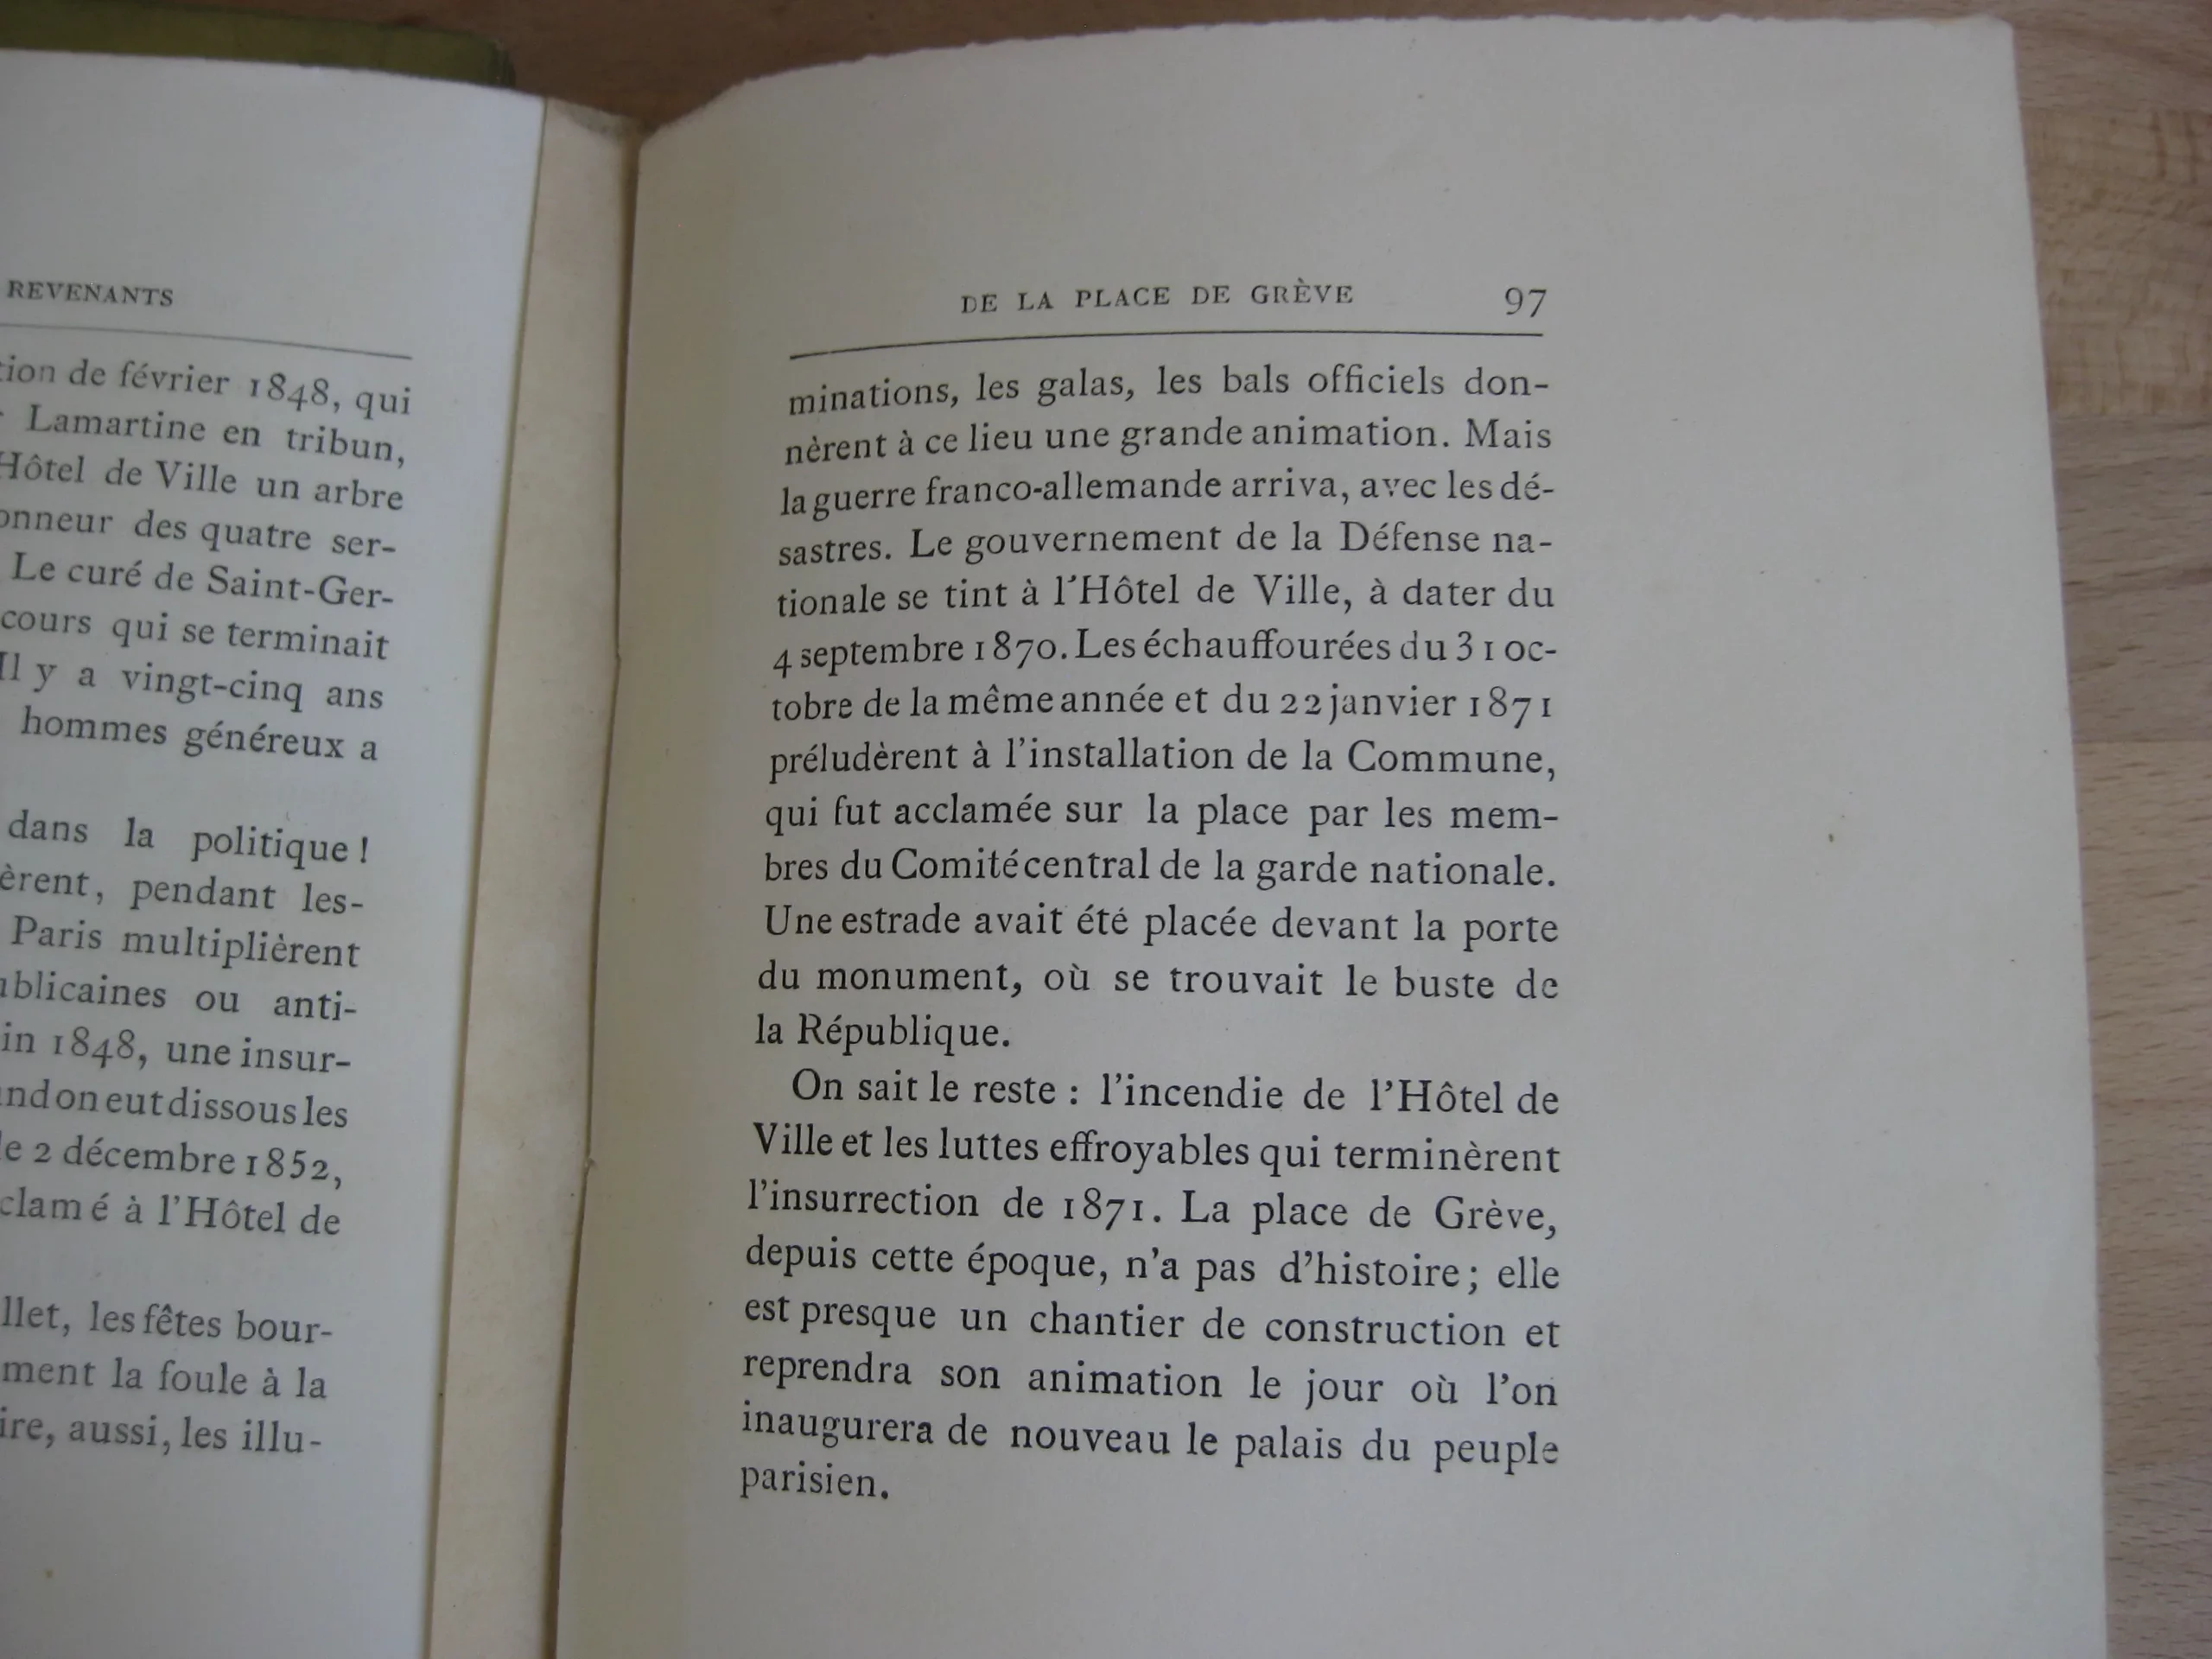 REVENANTS
de février 1848, qui
Lamartine en tribun,
Hôtel de Ville un arbre
des quatre ser-
Le curé de Saint-Ger-
cours qui se terminait
Il y a vingt-cinq ans
hommes généreux a
dans la politique !
pendant les-
Paris multiplièrent
ou anti-
1848, une insur-
on eut dissous les
le 2 décembre 1852,
à l'Hôtel de
les fêtes bour-
la foule à la
aussi, les illu-
DE LA PLACE DE GRÈVE 97
minations, les galas, les bals officiels don-
nèrent à ce lieu une grande animation. Mais
la guerre franco-allemande arriva, avec les dé-
sastres. Le gouvernement de la Défense na-
tionale se tint à l'Hôtel de Ville, à dater du
4 septembre 1870. Les échauffourées du 31 oc-
tobre de la même année et du 22 janvier 1871
préludèrent à l'installation de la Commune,
qui fut acclamée sur la place par les mem-
bres du Comité central de la garde nationale.
Une estrade avait été placée devant la porte
du monument, où se trouvait le buste de
la République.
On sait le reste : l'incendie de l'Hôtel de
Ville et les luttes effroyables qui terminèrent
l'insurrection de 1871. La place de Grève,
depuis cette époque, n'a pas d'histoire; elle
est presque un chantier de construction et
reprendra son animation le jour où l'on
inaugurera de nouveau le palais du peuple
parisien.